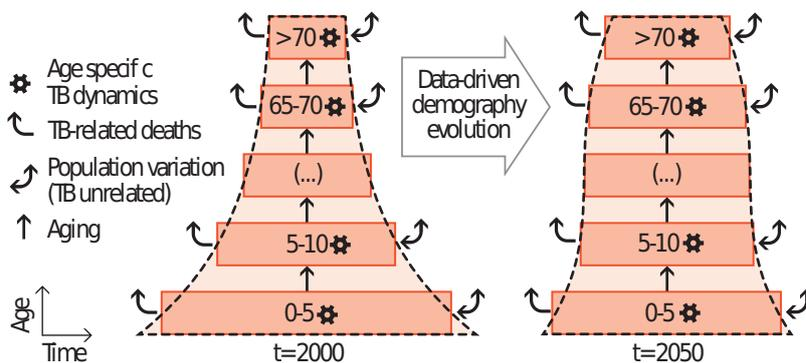 Age specific
TB dynamics
TB-related deaths
Population variation
(TB unrelated)
Aging
Age
Time
>70
65-70
(...)
5-10
0-5
t=2000
Data-driven
demography
evolution
>70
65-70
(...)
5-10
0-5
t=2050